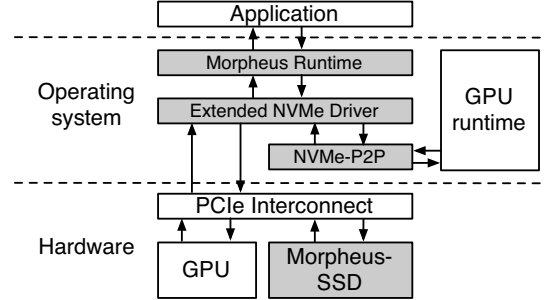 Application
Morpheus Runtime
Operating
system
Extended NVMe Driver
GPU
runtime
NVMe-P2P
PCIe Interconnect
Hardware
GPU
Morpheus-
SSD